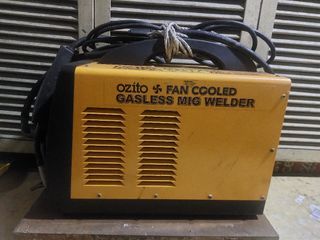 ozito FAN COOLED
GASLESS MIG WELDER